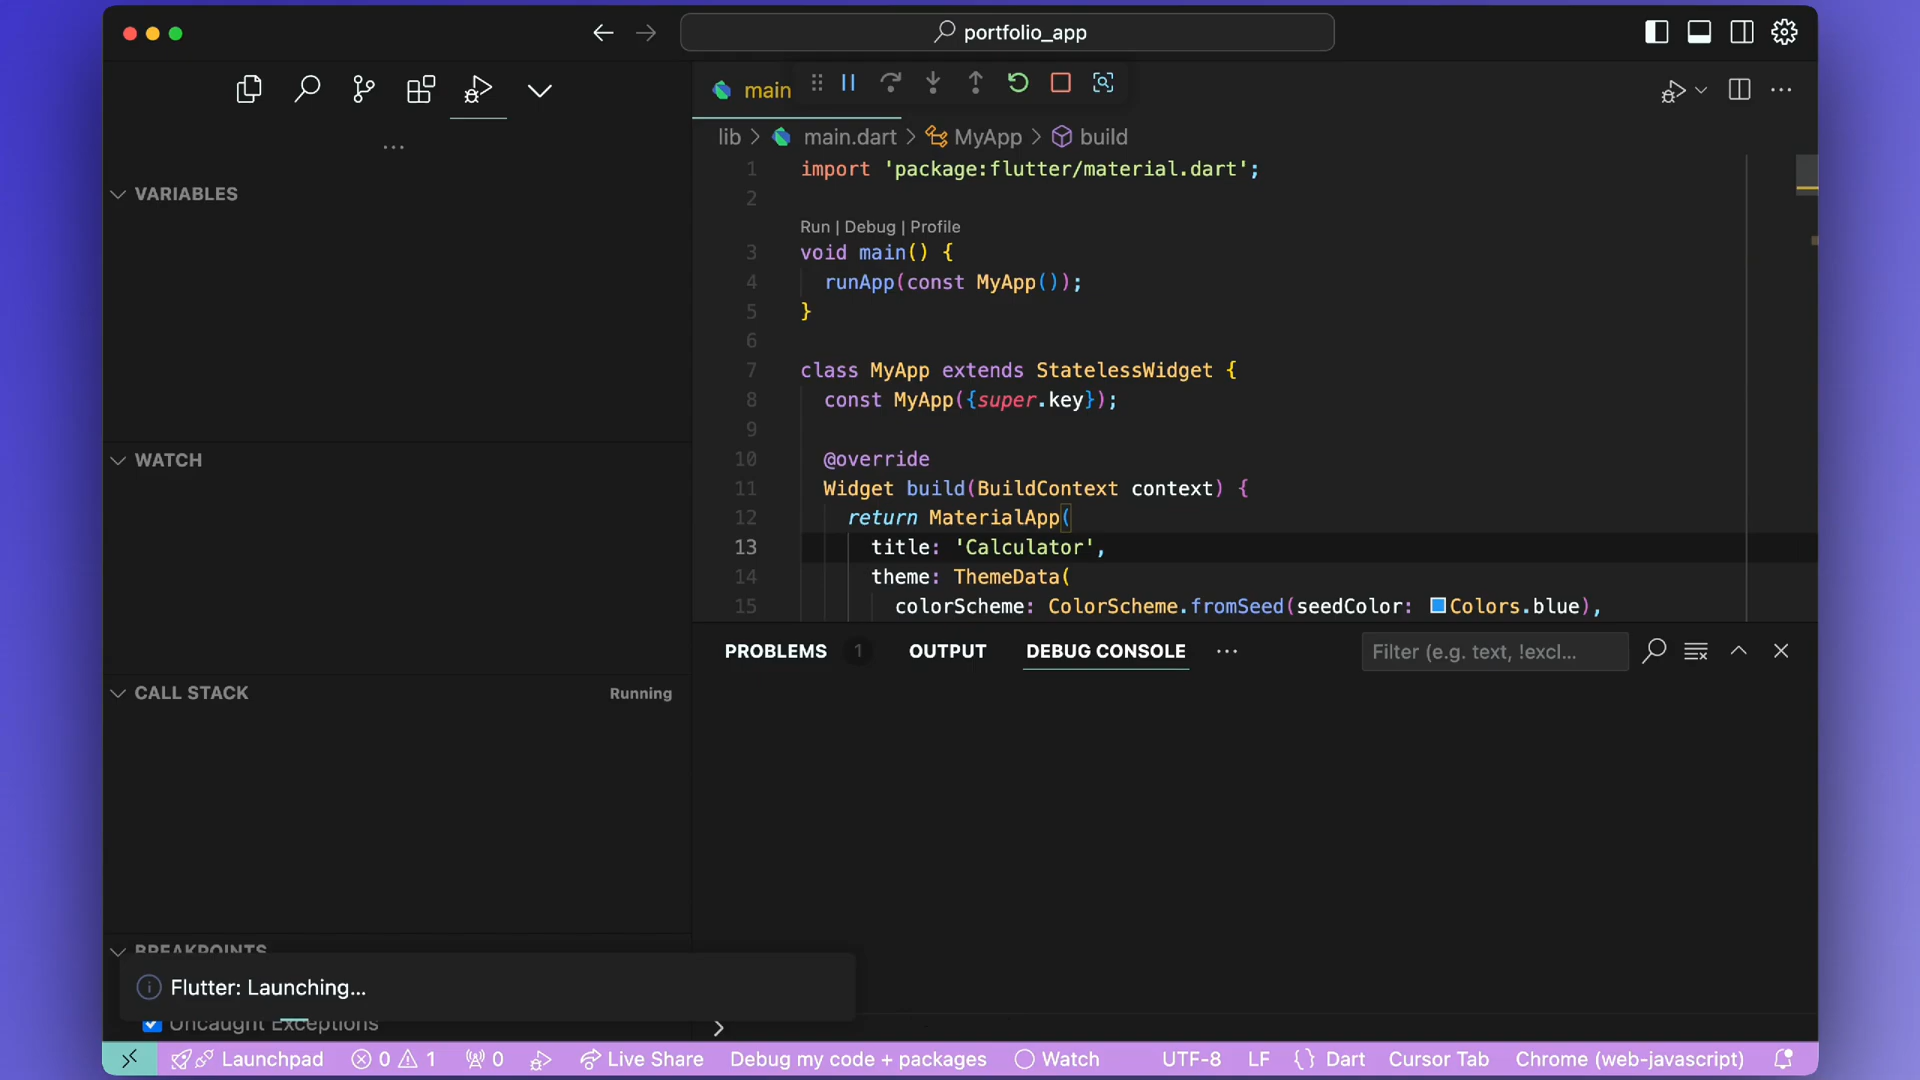 portfolio_app
main
lib > main.dart > MyApp > build
...
VARIABLES
WATCH
CALL STACK
Running
BREAKPOINTS
Flutter: Launching...
Uncaught Exceptions
1 import 'package:flutter/material.dart';
2
Run | Debug | Profile
3 void main() {
4 runApp(const MyApp());
5 }
6
7 class MyApp extends StatelessWidget {
8 const MyApp({super.key});
9
10 @override
11 Widget build(BuildContext context) {
12 return MaterialApp(
13 title: 'Calculator',
14 theme: ThemeData(
15 colorScheme: ColorScheme.fromSeed(seedColor: Colors.blue),
PROBLEMS 1 OUTPUT DEBUG CONSOLE ... Filter (e.g. text, !excl...
>
Launchpad 0 1 0 Live Share Debug my code + packages Watch UTF-8 LF {} Dart Cursor Tab Chrome (web-javascript)